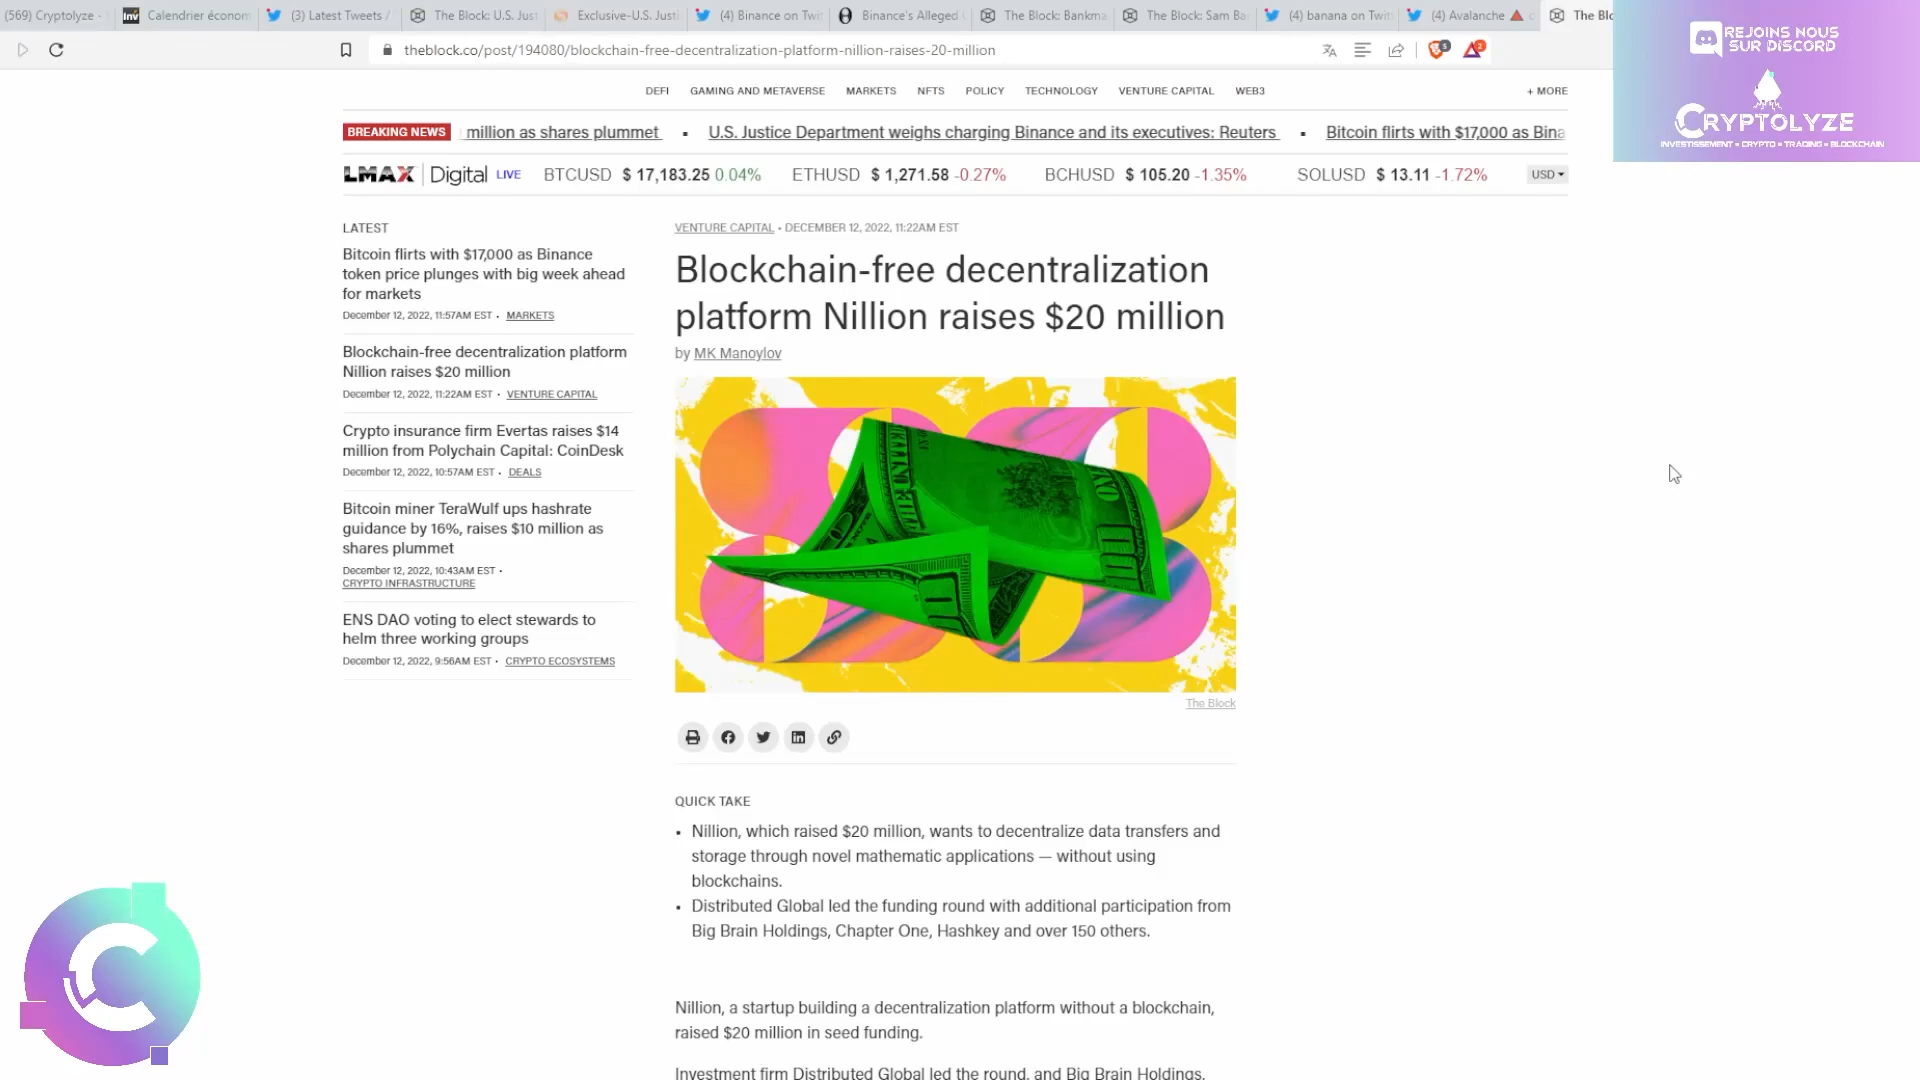 (569) Cryptolyze -
Calendrier économ
(3) Latest Tweets /
The Block: U.S. Just
Exclusive-U.S. Justi
(4) Binance on Twi
Binance's Alleged
The Block: Bankma
The Block: Sam Ba
(4) banana on Twit
(4) Avalanche
The Blo
theblock.co/post/194080/blockchain-free-decentralization-platform-nillion-raises-20-million
REJOINS NOUS
SUR DISCORD
CRYPTOLYZE
INVESTISSEMENT • CRYPTO • TRADING • BLOCKCHAIN
DEFI GAMING AND METAVERSE MARKETS NFTS POLICY TECHNOLOGY VENTURE CAPITAL WEB3 + MORE
BREAKING NEWS million as shares plummet ▪ U.S. Justice Department weighs charging Binance and its executives: Reuters ▪ Bitcoin flirts with $17,000 as Bina
LMAX Digital LIVE BTCUSD $ 17,183.25 0.04% ETHUSD $ 1,271.58 -0.27% BCHUSD $ 105.20 -1.35% SOLUSD $ 13.11 -1.72% USD
LATEST
Bitcoin flirts with $17,000 as Binance
token price plunges with big week ahead
for markets
December 12, 2022, 11:57AM EST • MARKETS
Blockchain-free decentralization platform
Nillion raises $20 million
December 12, 2022, 11:22AM EST • VENTURE CAPITAL
Crypto insurance firm Evertas raises $14
million from Polychain Capital: CoinDesk
December 12, 2022, 10:57AM EST • DEALS
Bitcoin miner TeraWulf ups hashrate
guidance by 16%, raises $10 million as
shares plummet
December 12, 2022, 10:43AM EST •
CRYPTO INFRASTRUCTURE
ENS DAO voting to elect stewards to
helm three working groups
December 12, 2022, 9:56AM EST • CRYPTO ECOSYSTEMS
VENTURE CAPITAL • DECEMBER 12, 2022, 11:22AM EST
Blockchain-free decentralization
platform Nillion raises $20 million
by MK Manoylov
The Block
QUICK TAKE
• Nillion, which raised $20 million, wants to decentralize data transfers and
storage through novel mathematic applications — without using
blockchains.
• Distributed Global led the funding round with additional participation from
Big Brain Holdings, Chapter One, Hashkey and over 150 others.
Nillion, a startup building a decentralization platform without a blockchain,
raised $20 million in seed funding.
Investment firm Distributed Global led the round, and Big Brain Holdings,